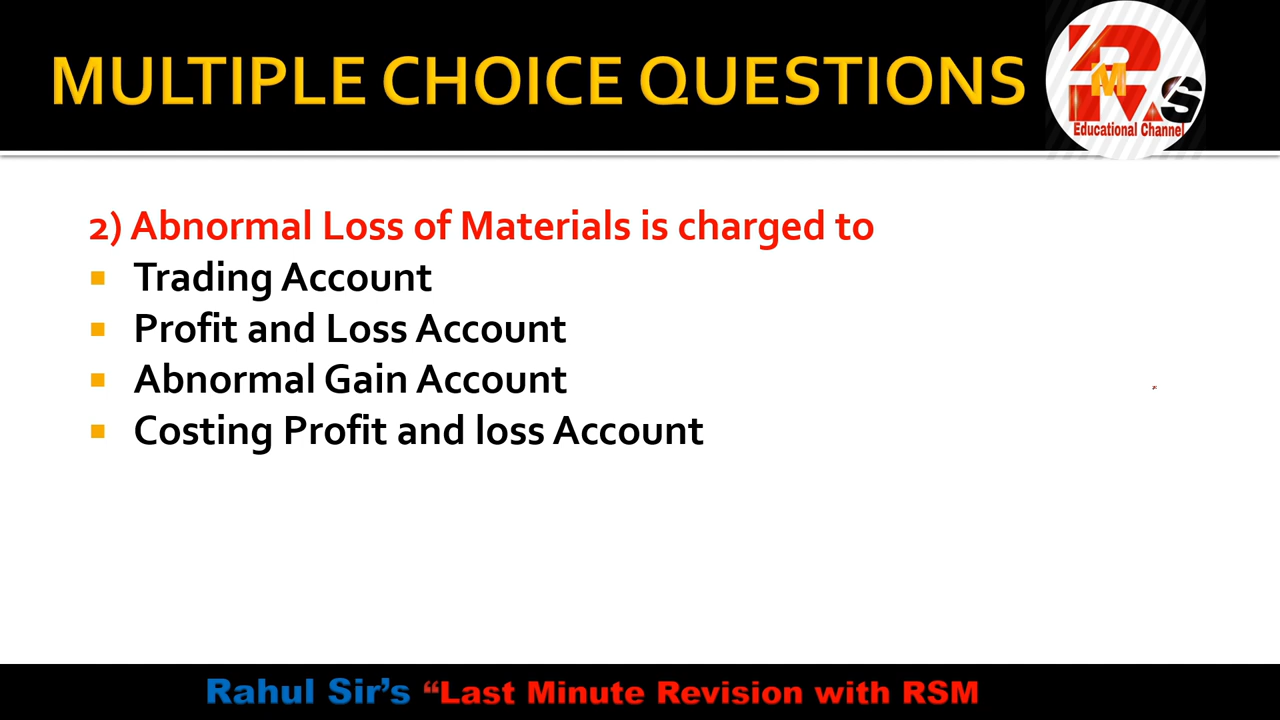 MULTIPLE CHOICE QUESTIONS
RMS
Educational Channel
2) Abnormal Loss of Materials is charged to
Trading Account
Profit and Loss Account
Abnormal Gain Account
Costing Profit and loss Account
Rahul Sir's “Last Minute Revision with RSM